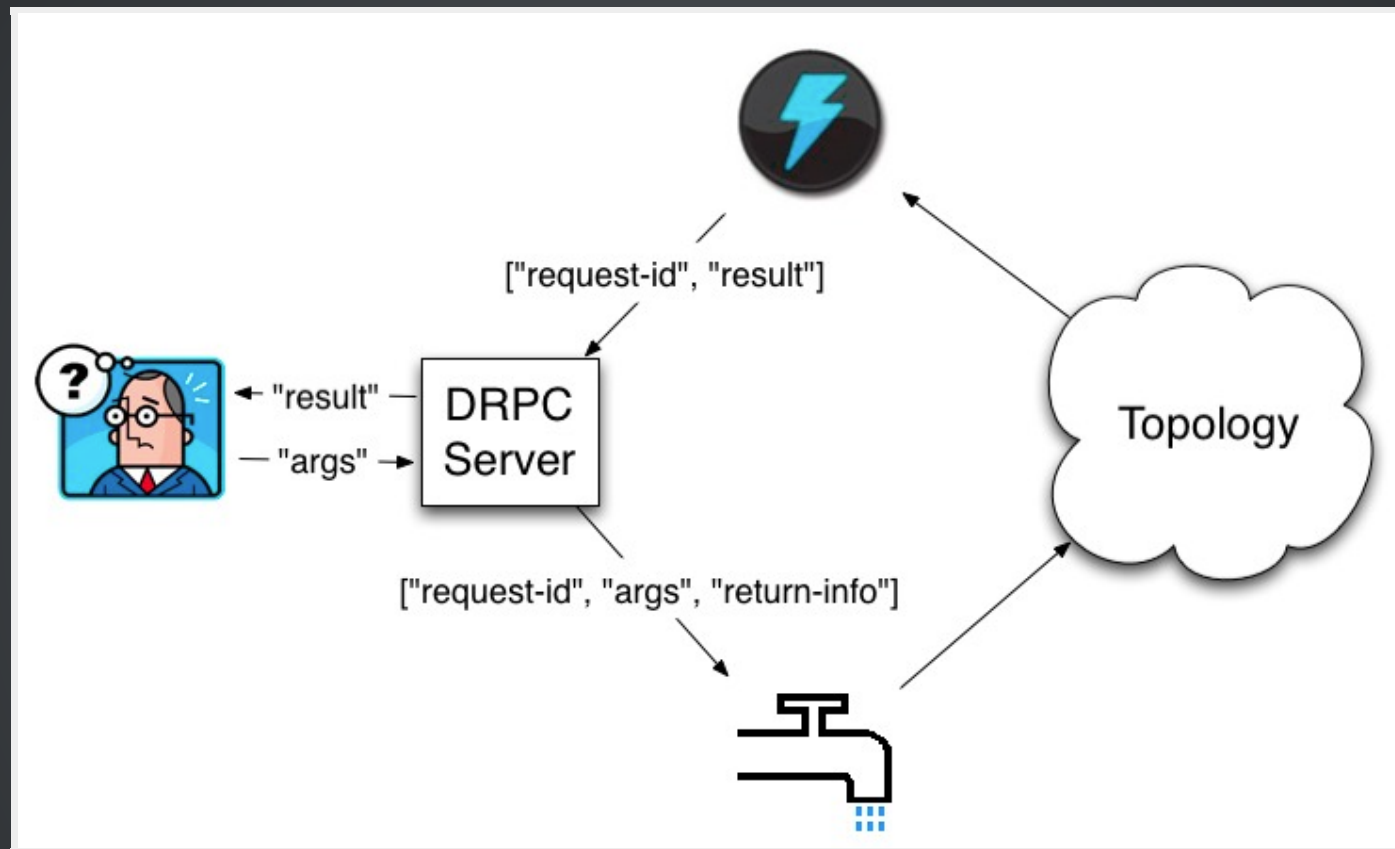 ["request-id", "result"]
?
"result"
DRPC
Server
"args"
Topology
["request-id", "args", "return-info"]